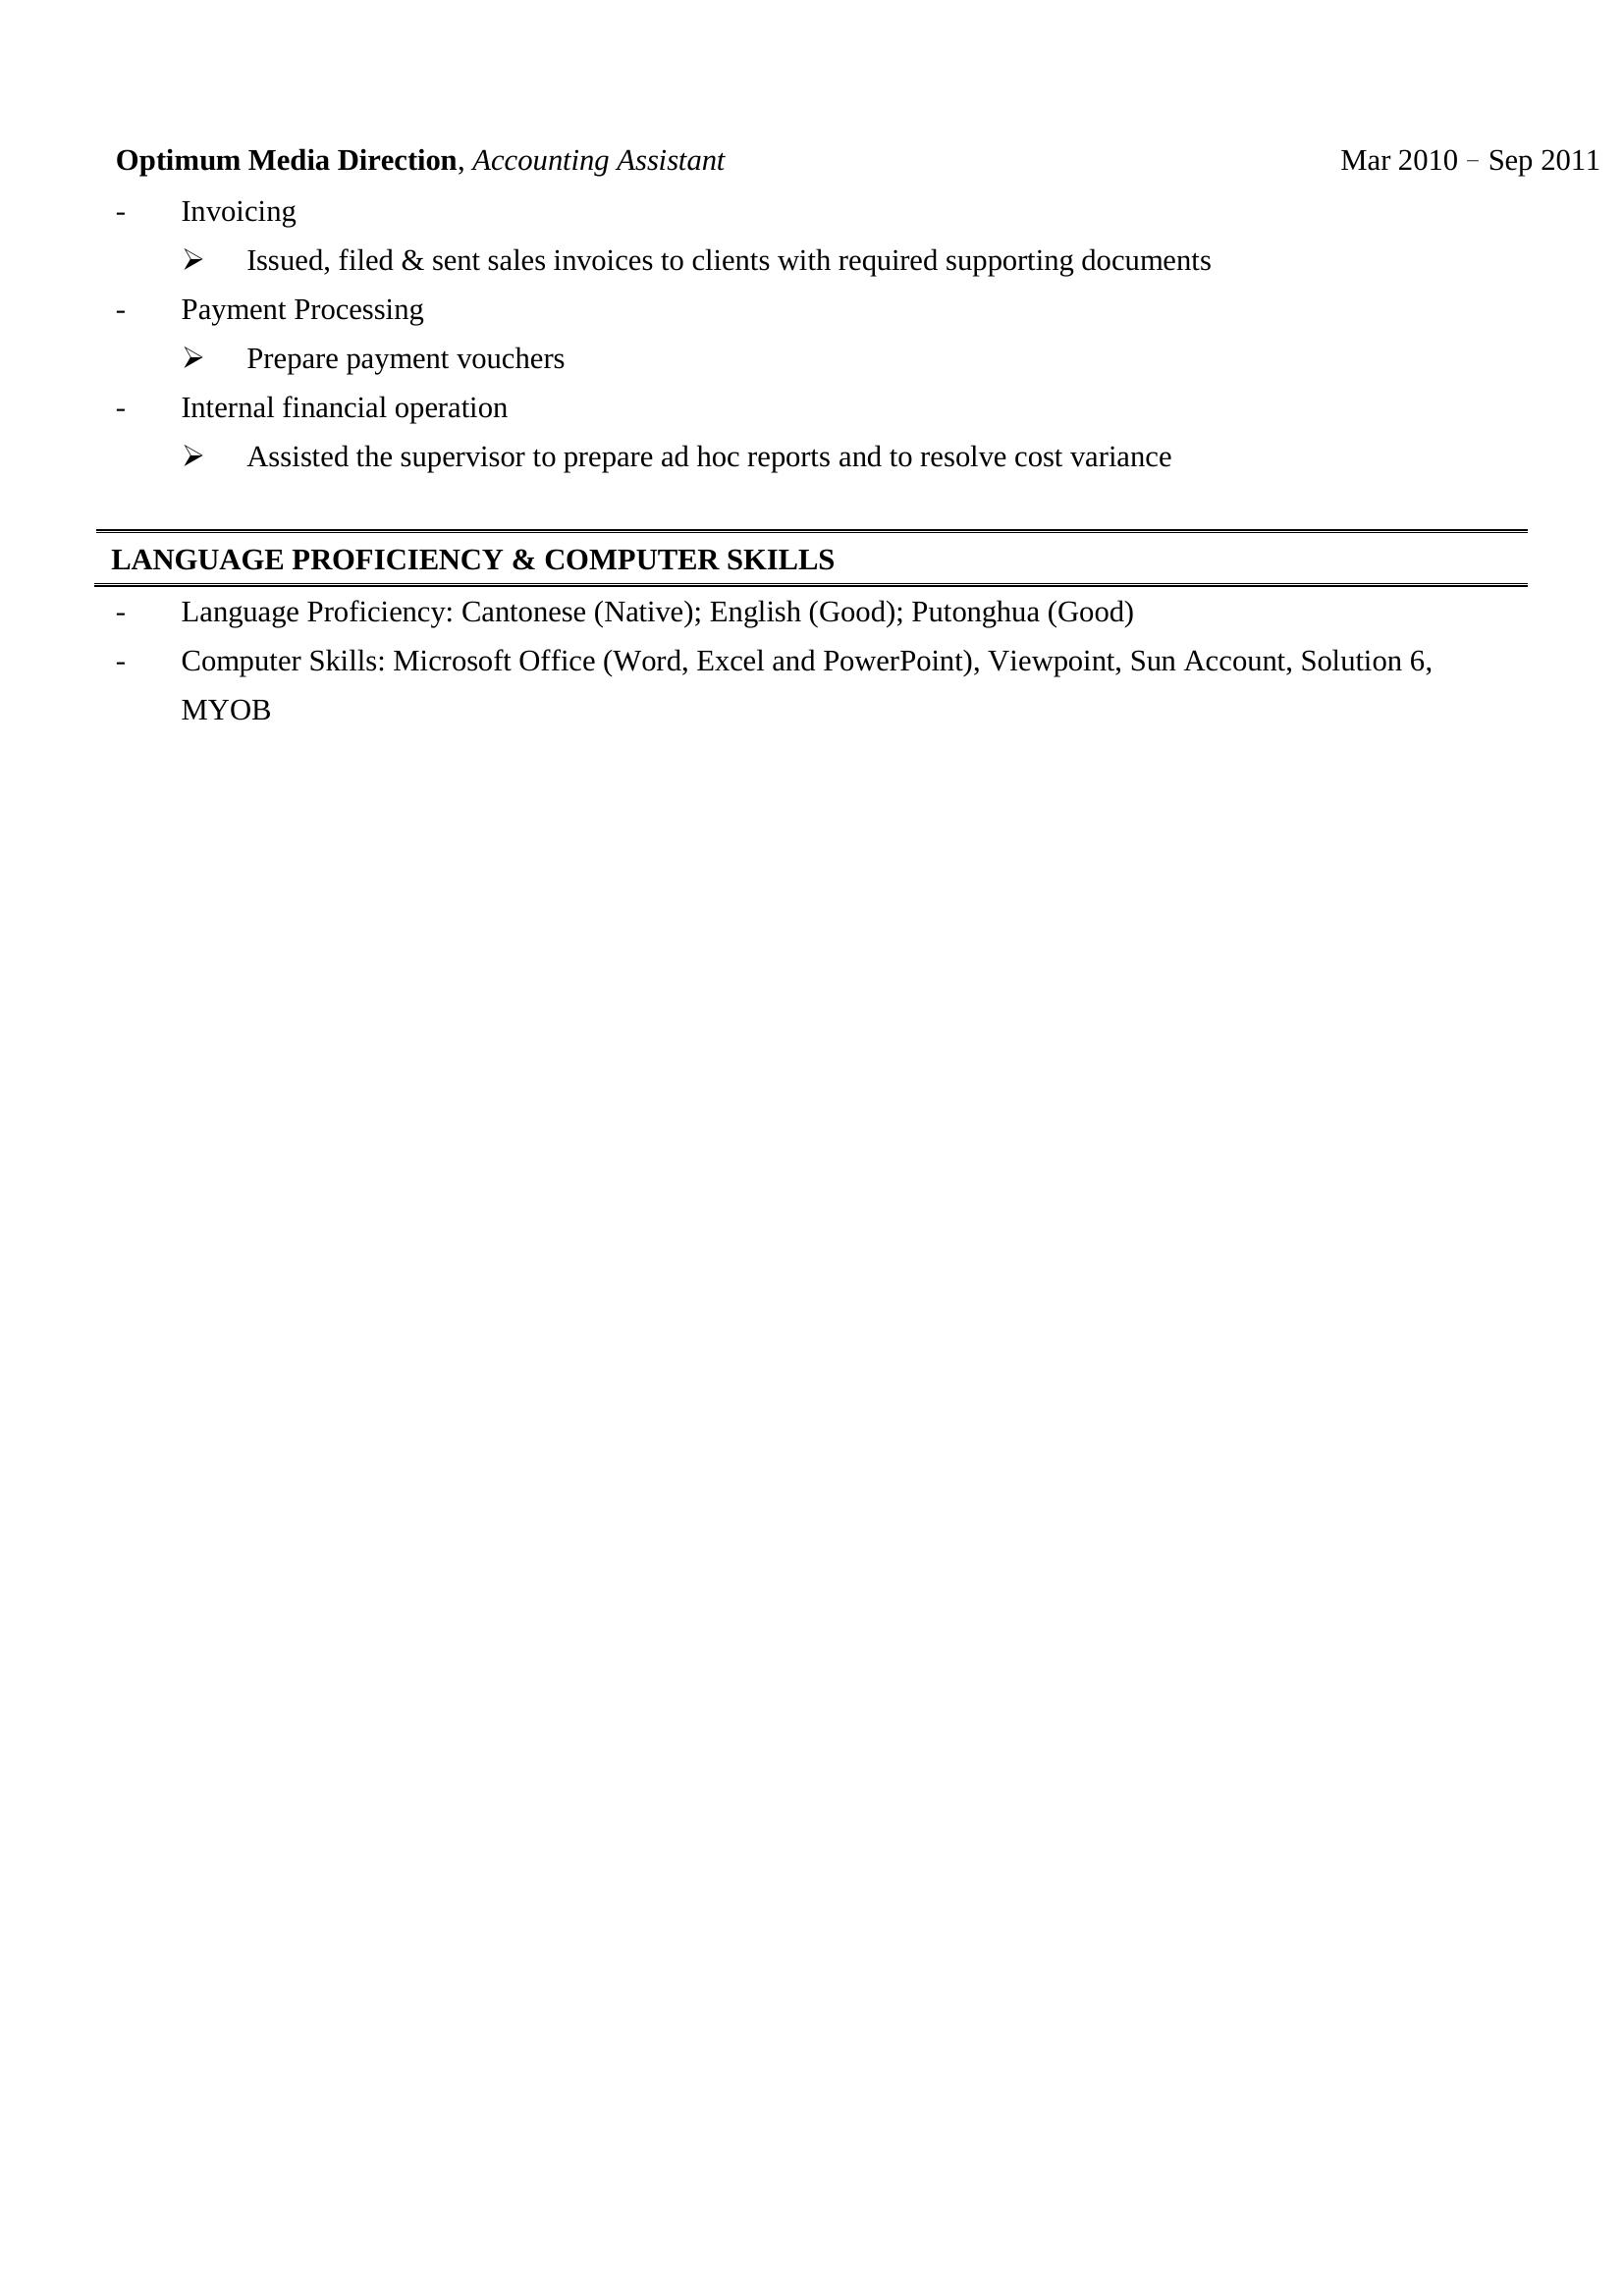 Optimum Media Direction, Accounting Assistant Mar 2010 – Sep 2011
- Invoicing
➢ Issued, filed & sent sales invoices to clients with required supporting documents
- Payment Processing
➢ Prepare payment vouchers
- Internal financial operation
➢ Assisted the supervisor to prepare ad hoc reports and to resolve cost variance
LANGUAGE PROFICIENCY & COMPUTER SKILLS
- Language Proficiency: Cantonese (Native); English (Good); Putonghua (Good)
- Computer Skills: Microsoft Office (Word, Excel and PowerPoint), Viewpoint, Sun Account, Solution 6,
MYOB